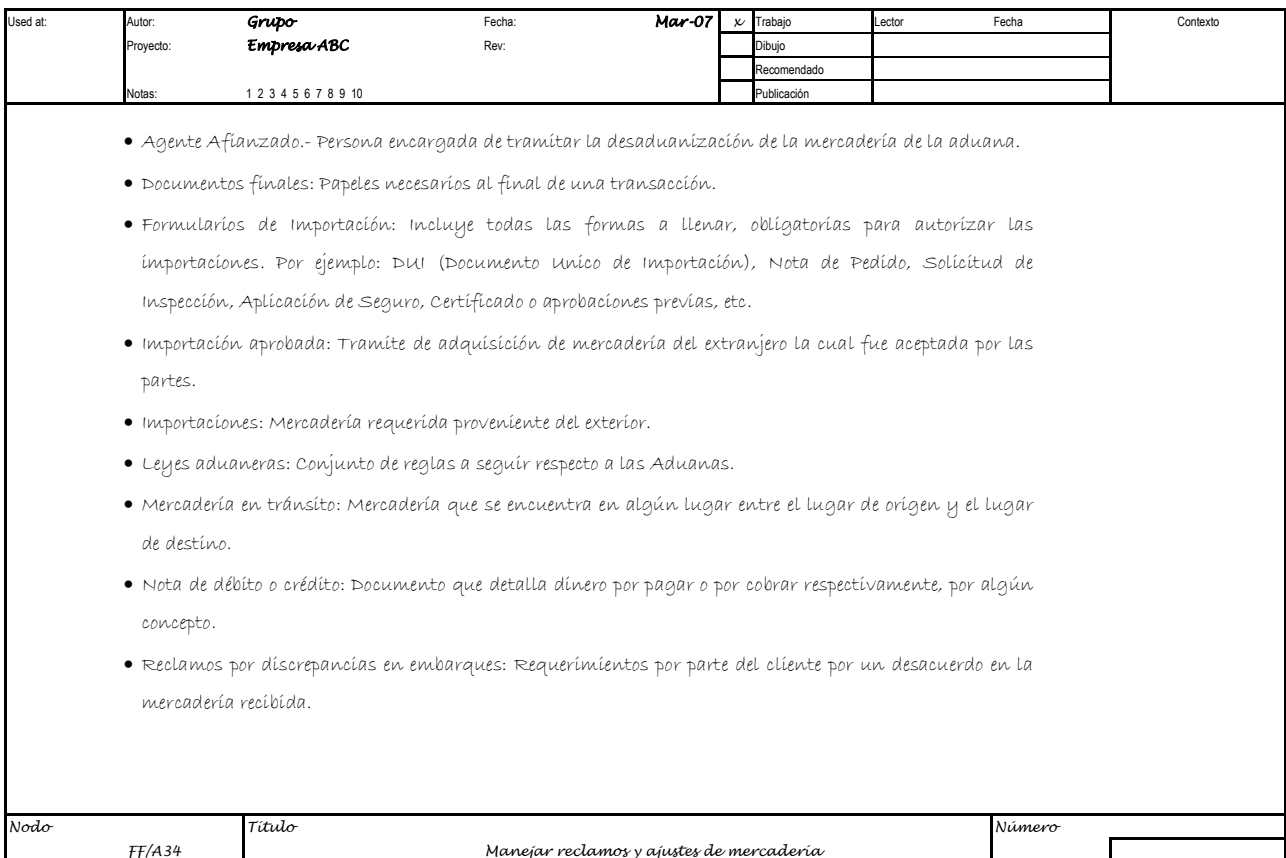 Used at: Autor: Grupo Fecha: Mar-07 x Trabajo Lector Fecha Contexto
Proyecto: Empresa ABC Rev: Dibujo
Recomendado
Notas: 1 2 3 4 5 6 7 8 9 10 Publicación
• Agente Afianzado.- Persona encargada de tramitar la desaduanización de la mercadería de la aduana.
• Documentos finales: Papeles necesarios al final de una transacción.
• Formularios de Importación: Incluye todas las formas a llenar, obligatorias para autorizar las
importaciones. Por ejemplo: DUI (Documento Unico de Importación), Nota de Pedido, Solicitud de
Inspección, Aplicación de Seguro, Certificado o aprobaciones previas, etc.
• Importación aprobada: Tramite de adquisición de mercadería del extranjero la cual fue aceptada por las
partes.
• Importaciones: Mercadería requerida proveniente del exterior.
• Leyes aduaneras: Conjunto de reglas a seguir respecto a las Aduanas.
• Mercadería en tránsito: Mercadería que se encuentra en algún lugar entre el lugar de origen y el lugar
de destino.
• Nota de débito o crédito: Documento que detalla dinero por pagar o por cobrar respectivamente, por algún
concepto.
• Reclamos por discrepancias en embarques: Requerimientos por parte del cliente por un desacuerdo en la
mercadería recibida.
Nodo Título Número
FF/A34 Manejar reclamos y ajustes de mercadería